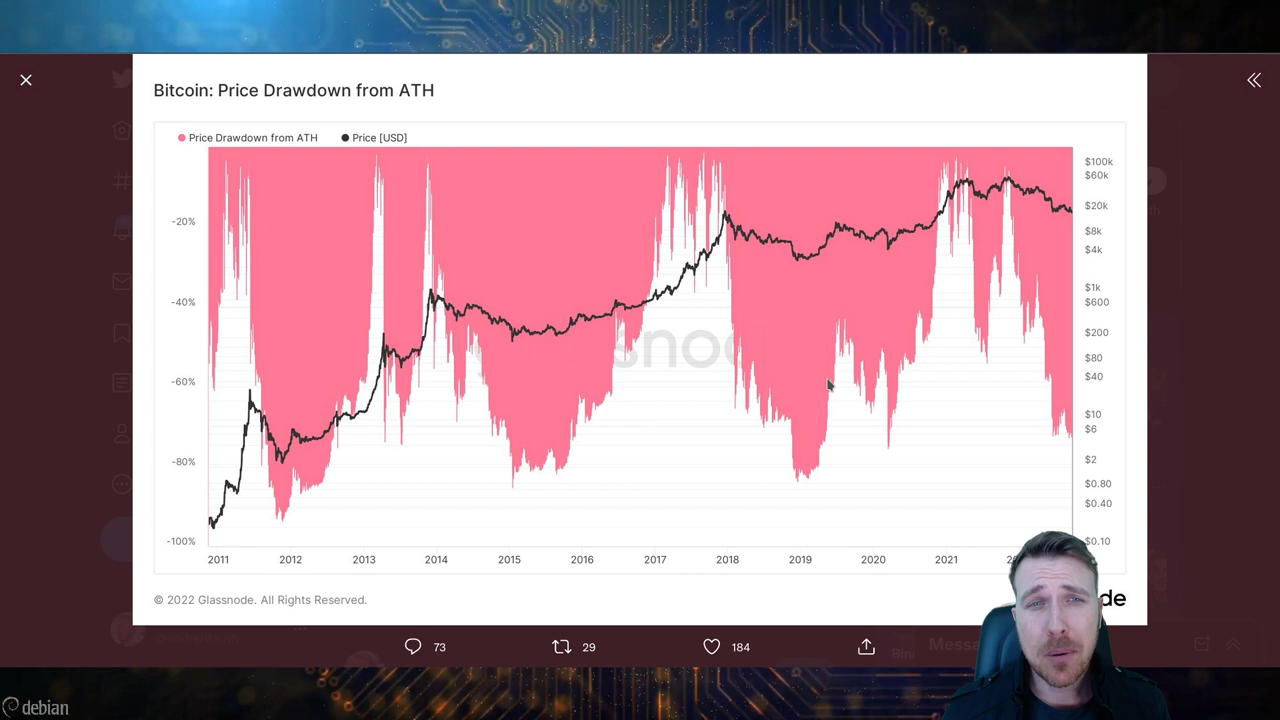 Bitcoin: Price Drawdown from ATH
Price Drawdown from ATH
Price [USD]
$100k
$60k
-20%
$20k
$8k
$4k
$1k
-40%
$600
$200
$80
-60%
$40
$10
$6
-80%
$2
$0.80
$0.40
-100%
$0.10
2011 2012 2013 2014 2015 2016 2017 2018 2019 2020 2021
© 2022 Glassnode. All Rights Reserved.
73
29
184
debian